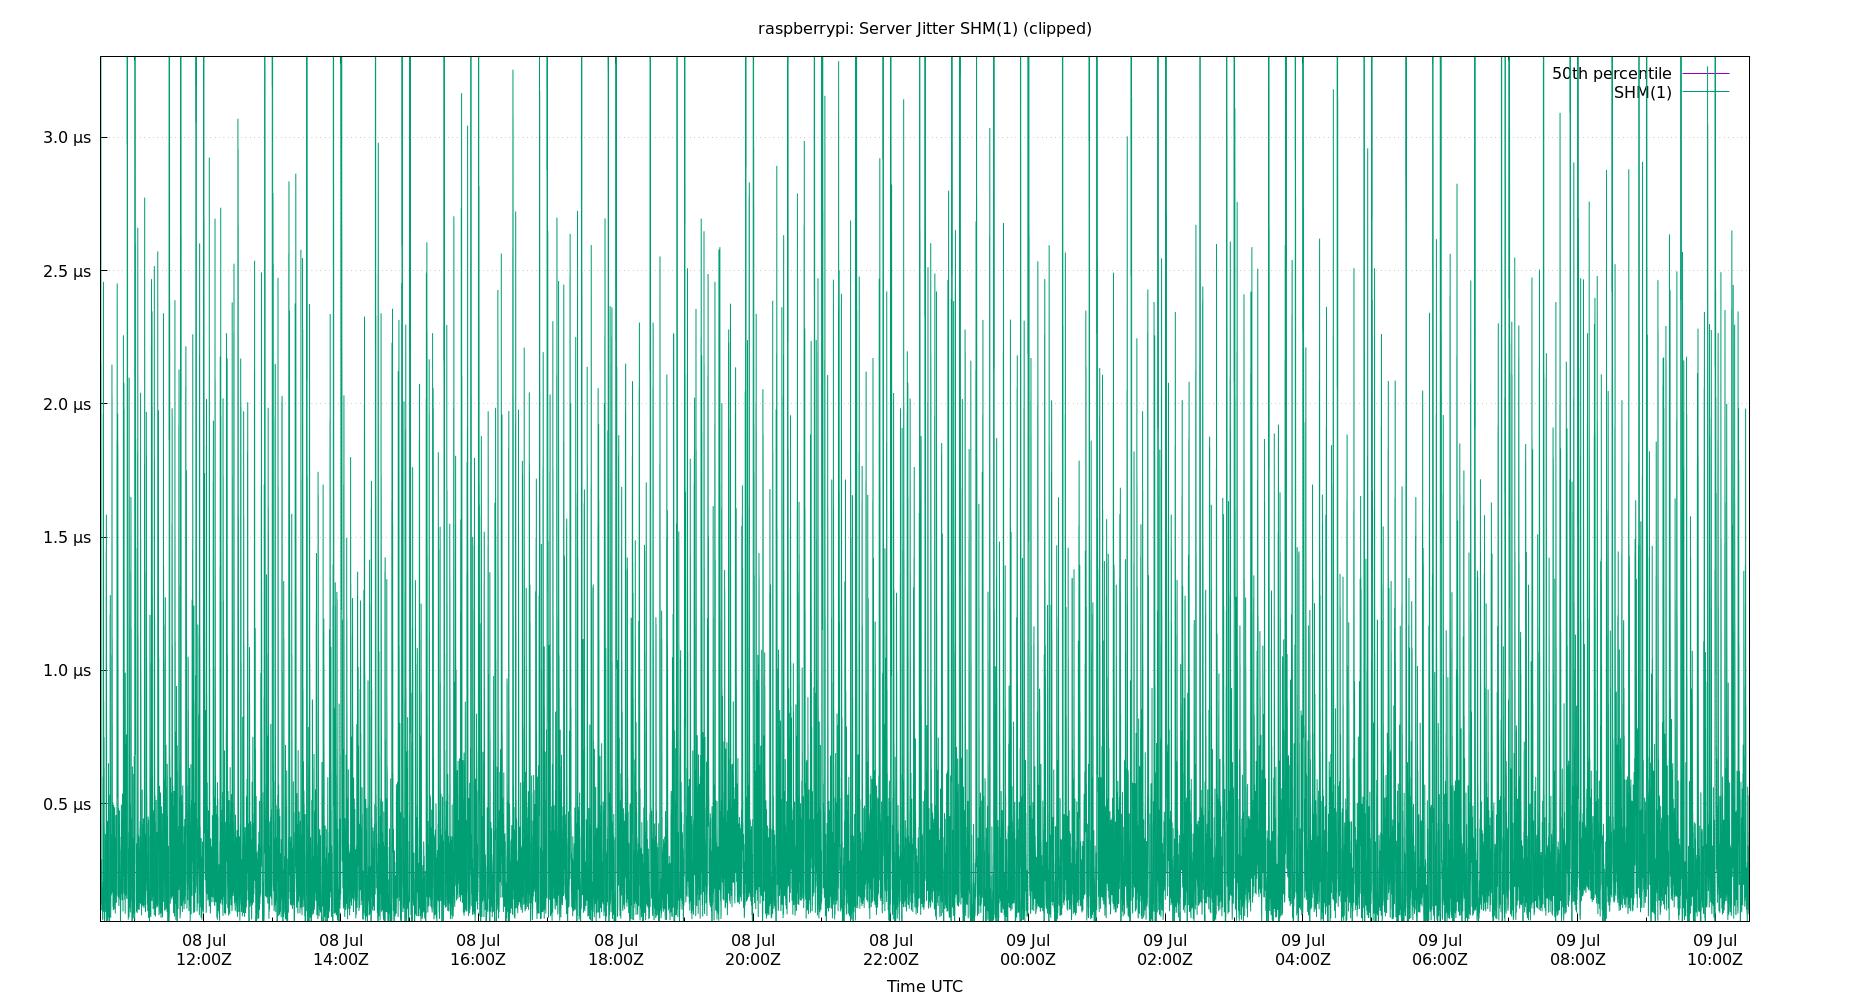 raspberrypi: Server Jitter SHM(1) (clipped)
50th percentile
SHM(1)
3.0 µs
2.5 µs
2.0 µs
1.5 µs
1.0 µs
0.5 µs
08 Jul 08 Jul 08 Jul 08 Jul 08 Jul 08 Jul 09 Jul 09 Jul 09 Jul 09 Jul 09 Jul 09 Jul
12:00Z 14:00Z 16:00Z 18:00Z 20:00Z 22:00Z 00:00Z 02:00Z 04:00Z 06:00Z 08:00Z 10:00Z
Time UTC